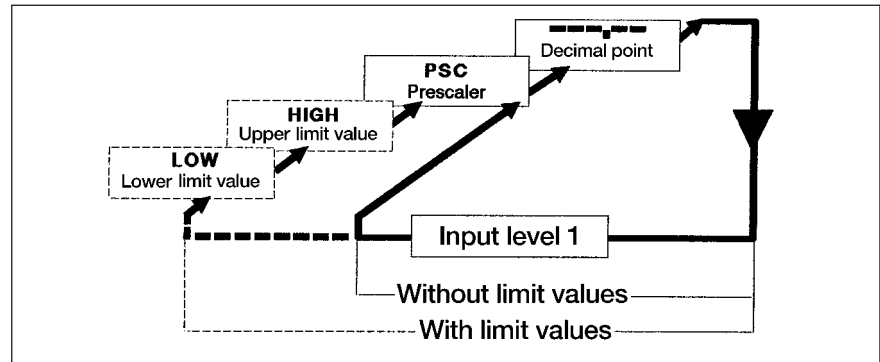 Decimal point
PSC
Prescaler
HIGH
Upper limit value
LOW
Lower limit value
Input level 1
Without limit values
With limit values